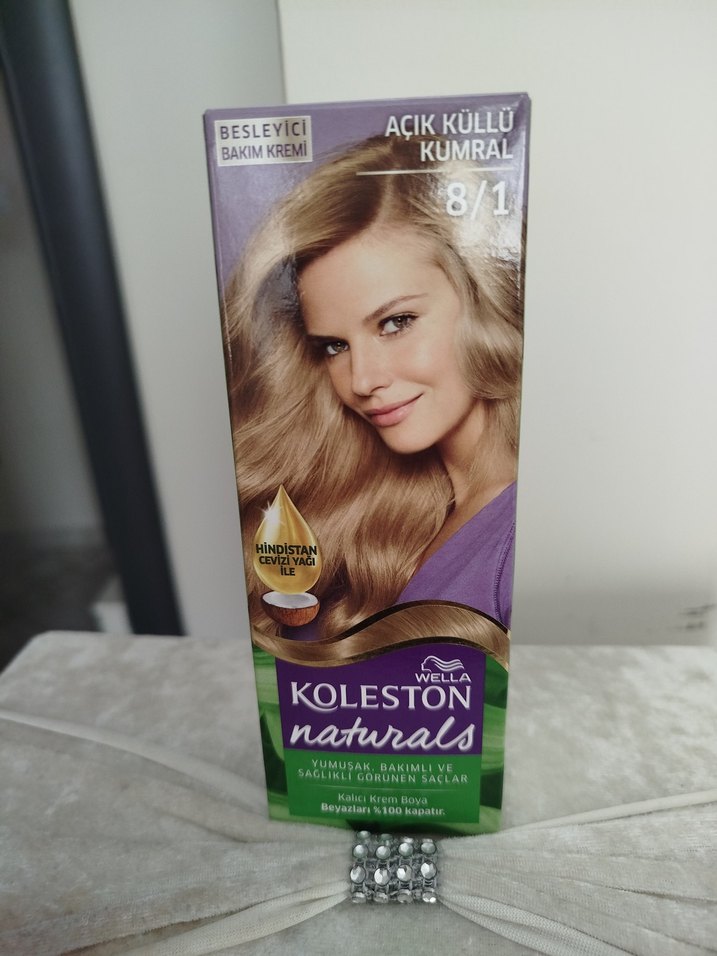 BESLEYİCİ
BAKIM KREMİ
AÇIK KÜLLÜ
KUMRAL
8/1
HİNDİSTAN
CEVİZİ YAĞI
İLE
WELLA
KOLESTON
naturals
YUMUŞAK, BAKIMLI VE
SAĞLIKLI GÖRÜNEN SAÇLAR
Kalıcı Krem Boya
Beyazları %100 kapatır.